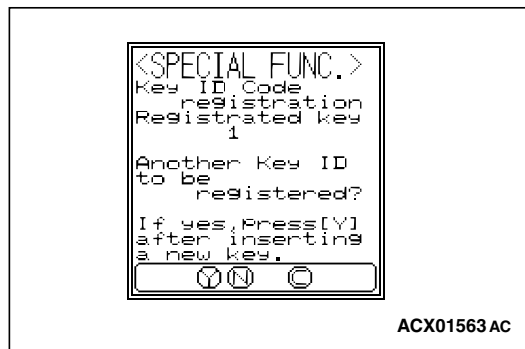 <SPECIAL FUNC.>
Key ID Code
registration
Registrated key
1
Another Key ID
to be
registered?
If yes,Press[Y]
after inserting
a new key.
Y N C
ACX01563 AC